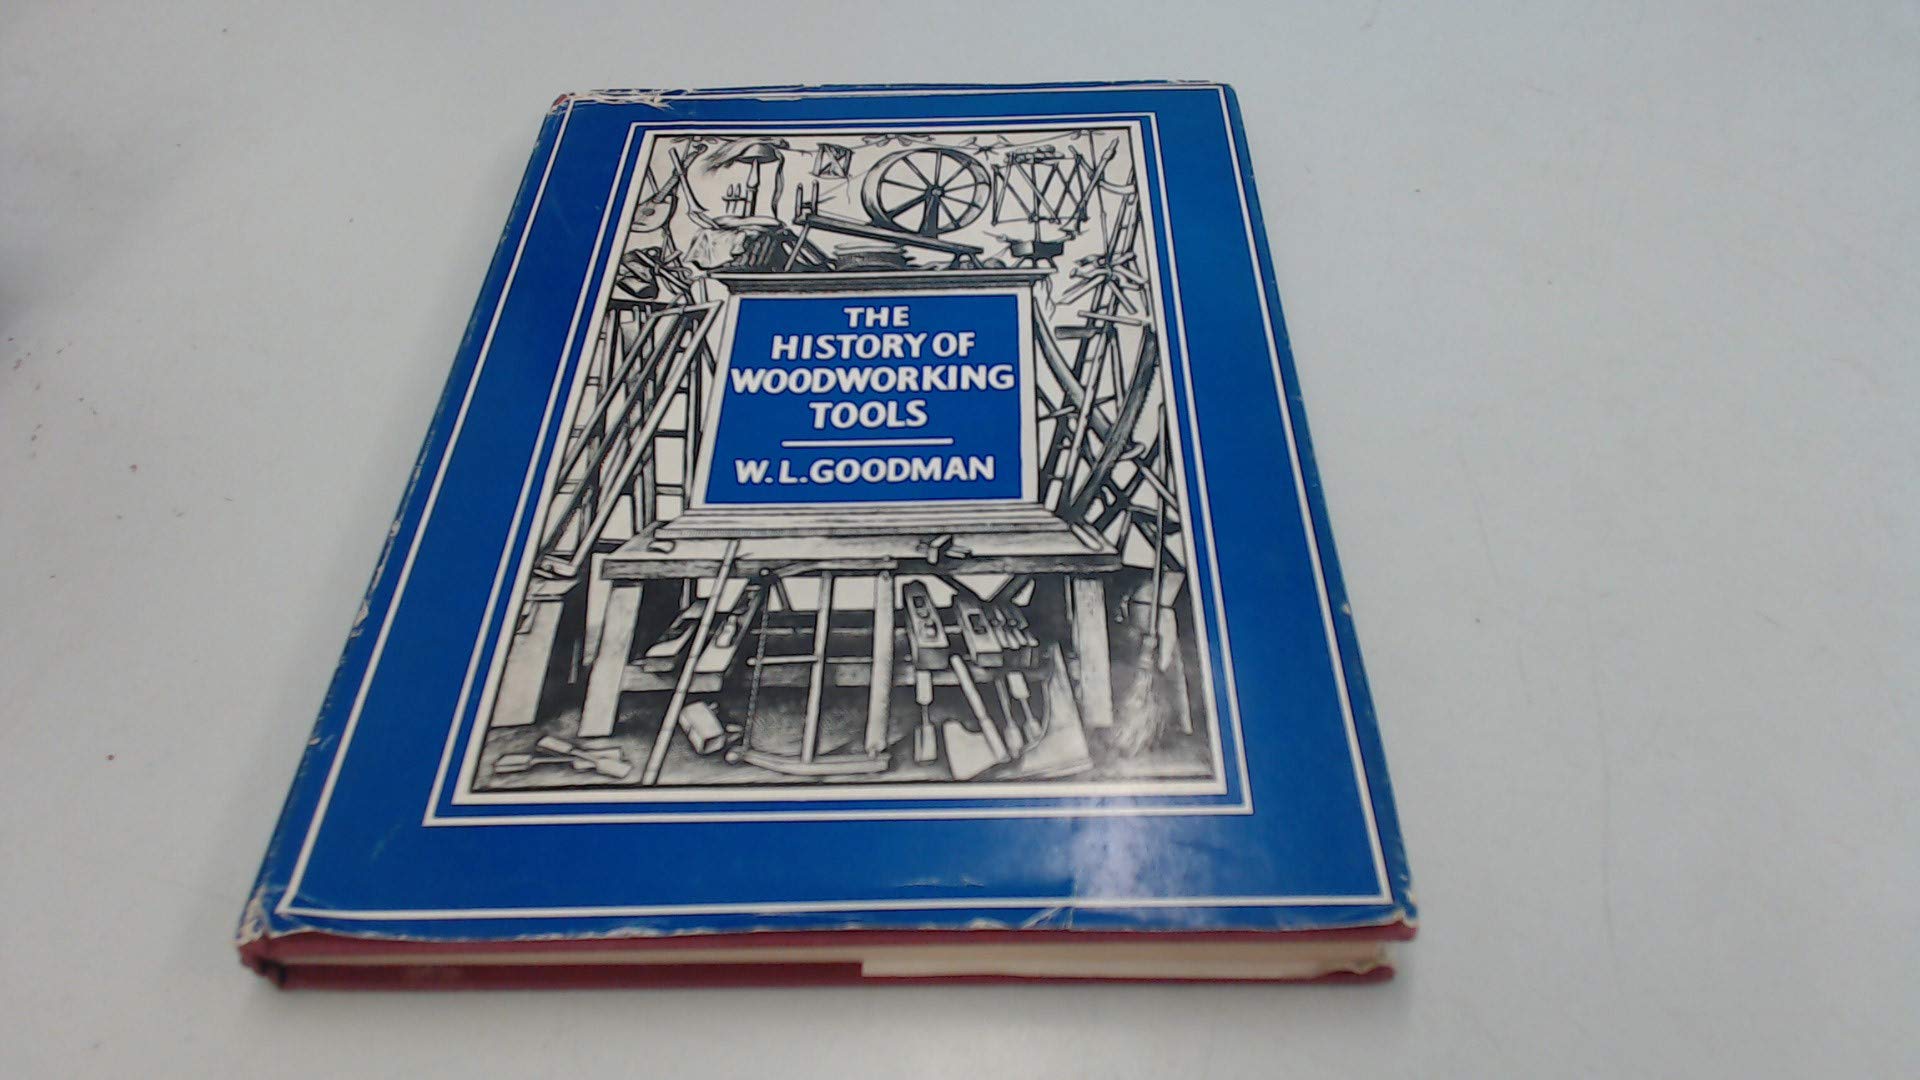 THE
HISTORY OF
WOODWORKING
TOOLS
W.L.GOODMAN